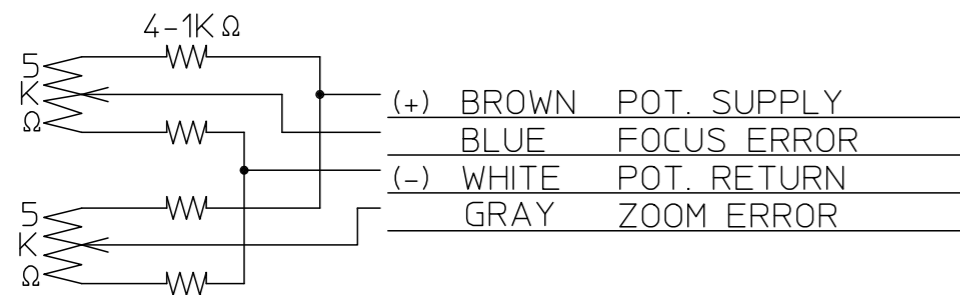 4-1K Ω
5
K
Ω
(+) BROWN POT. SUPPLY
BLUE FOCUS ERROR
(-) WHITE POT. RETURN
GRAY ZOOM ERROR
5
K
Ω